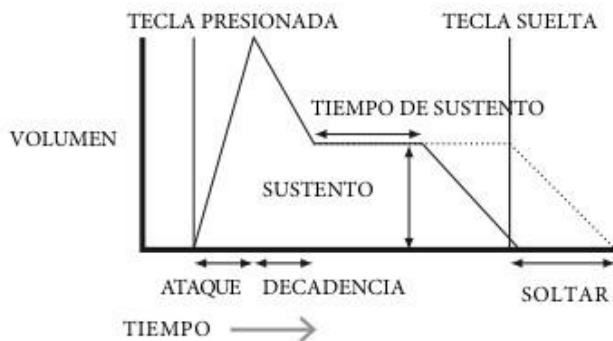 TECLA PRESIONADA
TECLA SUELTA
TIEMPO DE SUSTENTO
VOLUMEN
SUSTENTO
ATAQUE
DECADENCIA
SOLTAR
TIEMPO